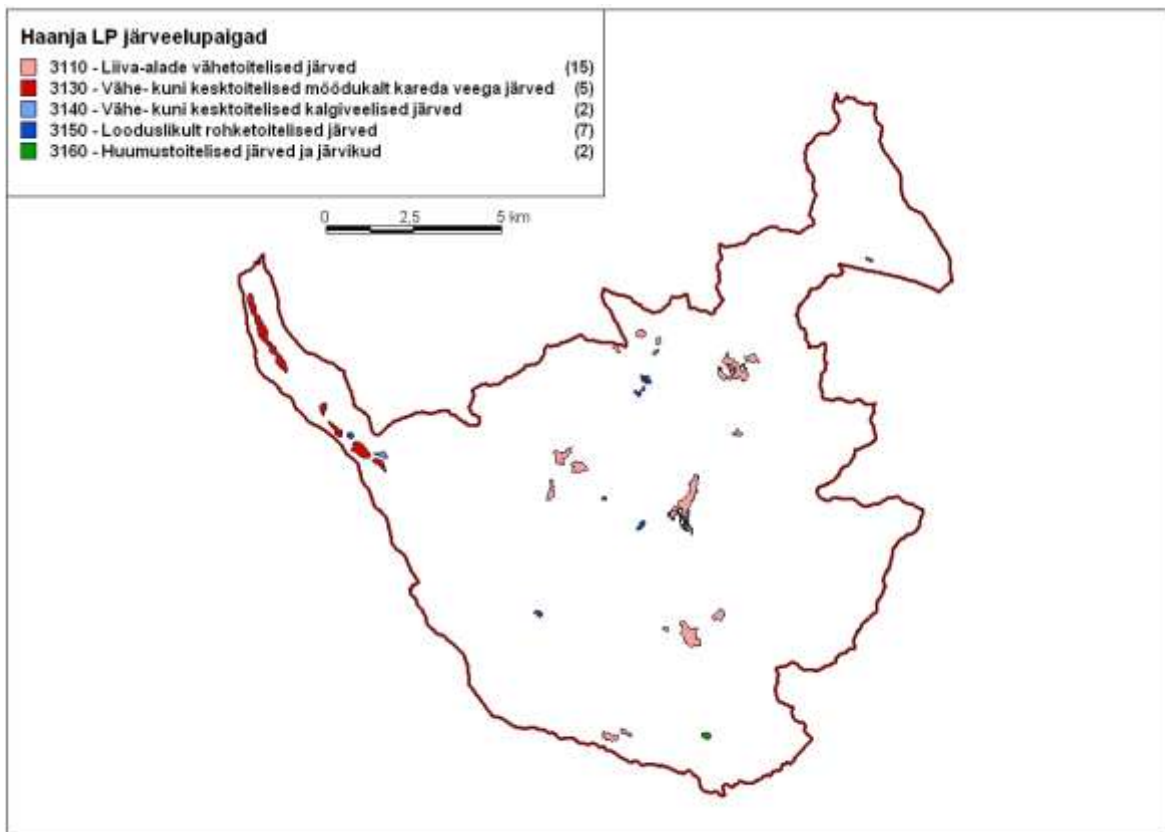 Haanja LP järveelupaigad
3110 - Liiva-alade vähetoitelised järved (15)
3130 - Vähe- kuni kesktoitelised möödukalt kareda veega järved (5)
3140 - Vähe- kuni kesktoitelised kalgiveelised järved (2)
3150 - Looduslikult rohketoitelised järved (7)
3160 - Huumustoitelised järved ja järvikud (2)
0 2,5 5 km